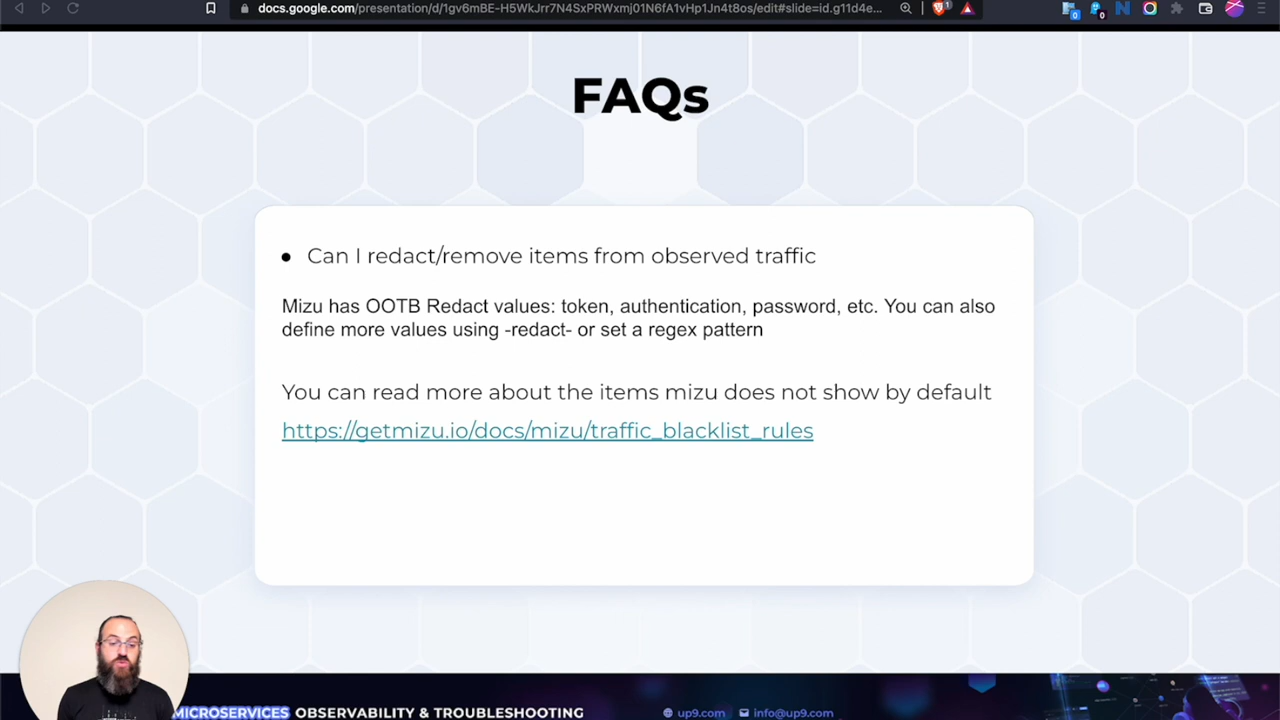 docs.google.com/presentation/d/1gv6mBE-H5WkJrr7N4SxPRWxmj01N6fA1vHp1Jn4t8os/edit#slide=id.g11d4e...
FAQs
● Can I redact/remove items from observed traffic
Mizu has OOTB Redact values: token, authentication, password, etc. You can also
define more values using -redact- or set a regex pattern
You can read more about the items mizu does not show by default
https://getmizu.io/docs/mizu/traffic_blacklist_rules
MICROSERVICES OBSERVABILITY & TROUBLESHOOTING
up9.com
info@up9.com